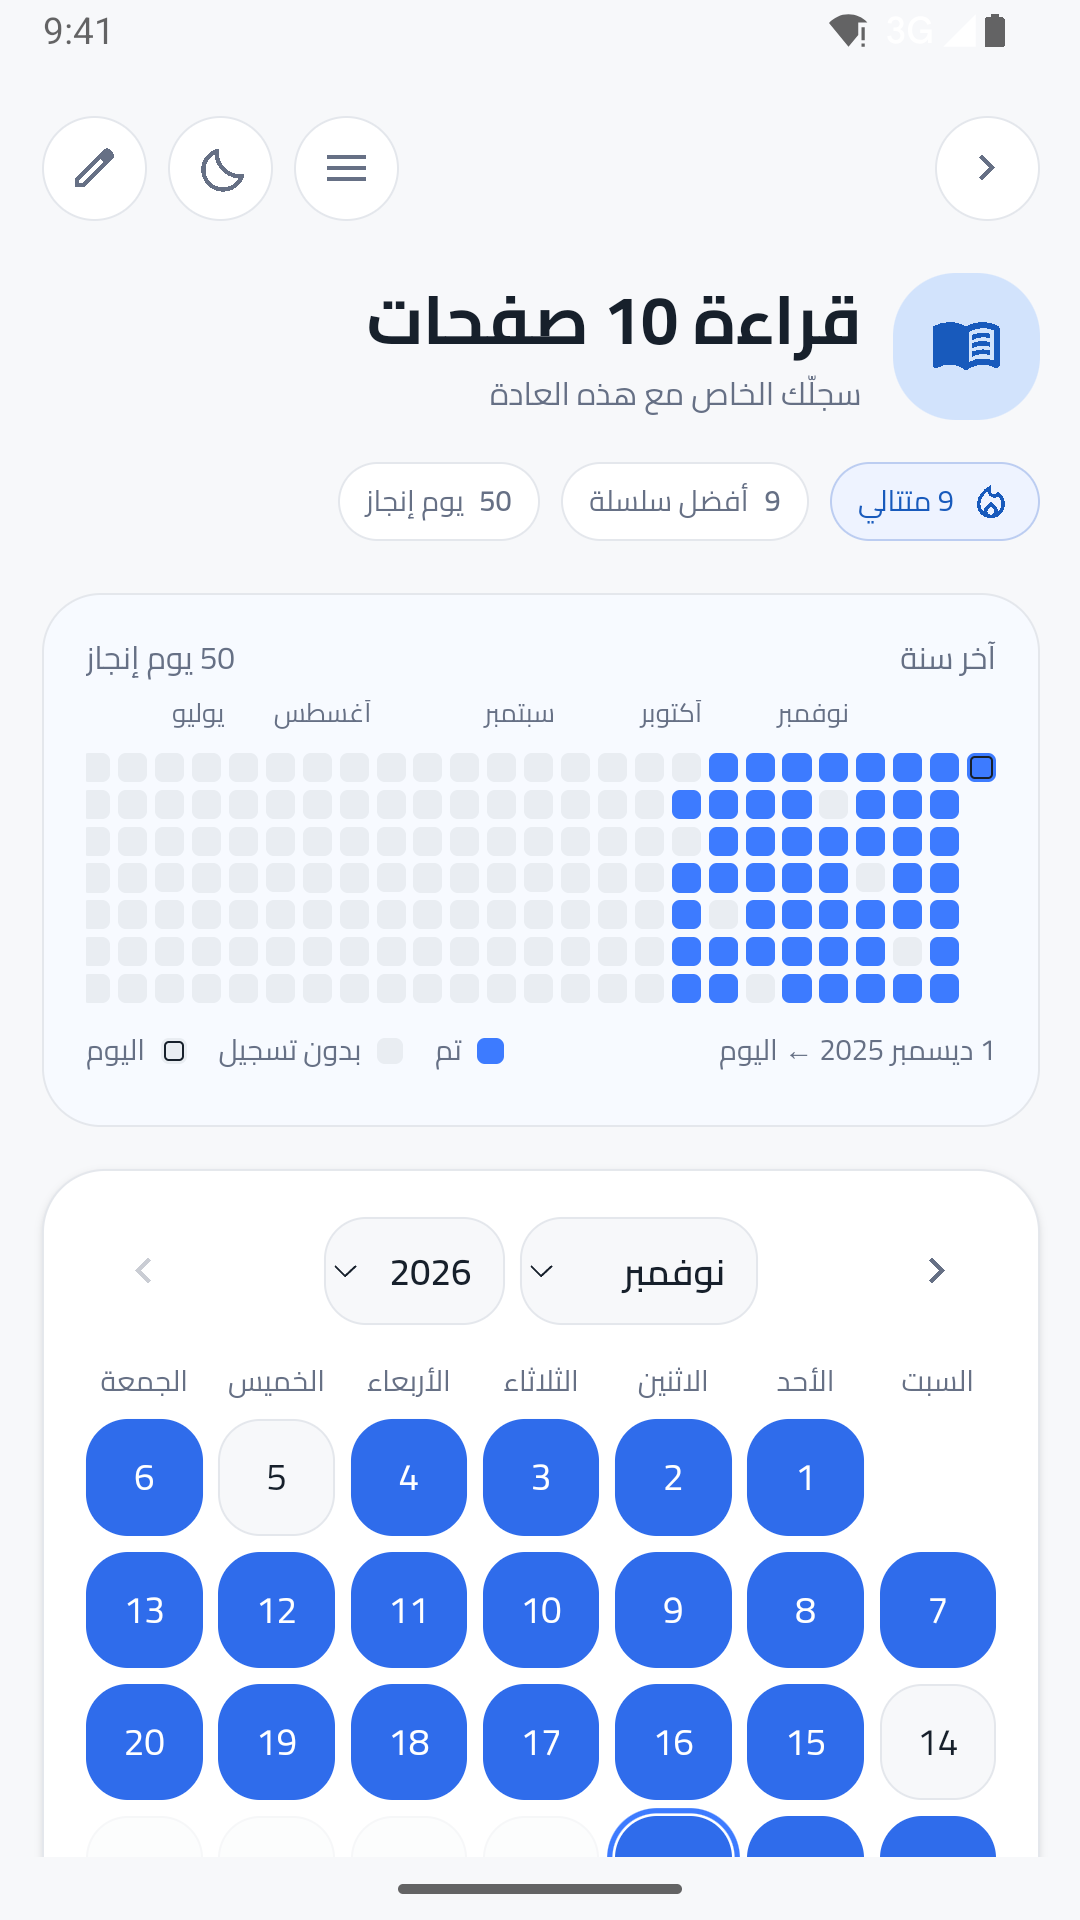 9:41
3G
قراءة 10 صفحات
سجلّك الخاص مع هذه العادة
9 متتالي
9 أفضل سلسلة
50 يوم إنجاز
آخر سنة
50 يوم إنجاز
نوفمبر أكتوبر سبتمبر أغسطس يوليو
1 ديسمبر 2025 ← اليوم
تم بدون تسجيل اليوم
نوفمبر 2026
السبت الأحد الاثنين الثلاثاء الأربعاء الخميس الجمعة
1 2 3 4 5 6
7 8 9 10 11 12 13
14 15 16 17 18 19 20